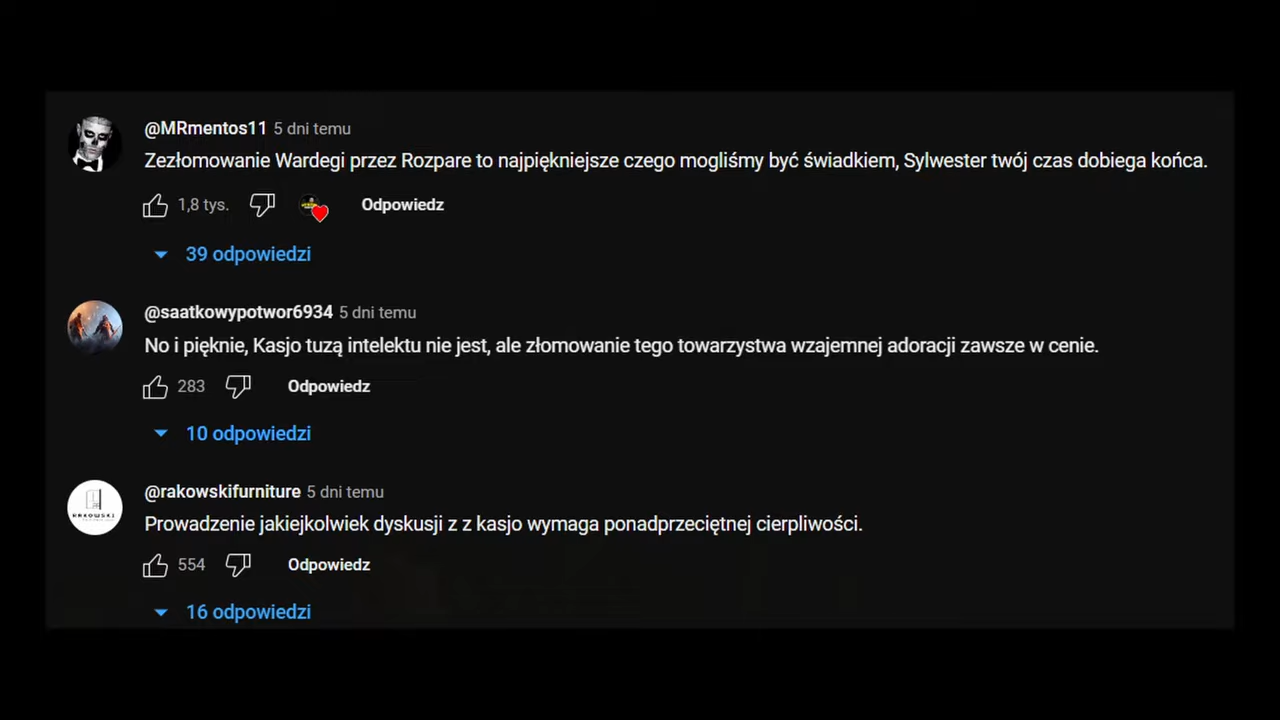 @MRmentos11 5 dni temu
Zezłomowanie Wardegi przez Rozpare to najpiękniejsze czego mogliśmy być świadkiem, Sylwester twój czas dobiega końca.
1,8 tys. Odpowiedz
39 odpowiedzi
@saatkowypotwor6934 5 dni temu
No i pięknie, Kasjo tuzą intelektu nie jest, ale złomowanie tego towarzystwa wzajemnej adoracji zawsze w cenie.
283 Odpowiedz
10 odpowiedzi
RAKOWSKI
@rakowskifurniture 5 dni temu
Prowadzenie jakiejkolwiek dyskusji z z kasjo wymaga ponadprzeciętnej cierpliwości.
554 Odpowiedz
16 odpowiedzi